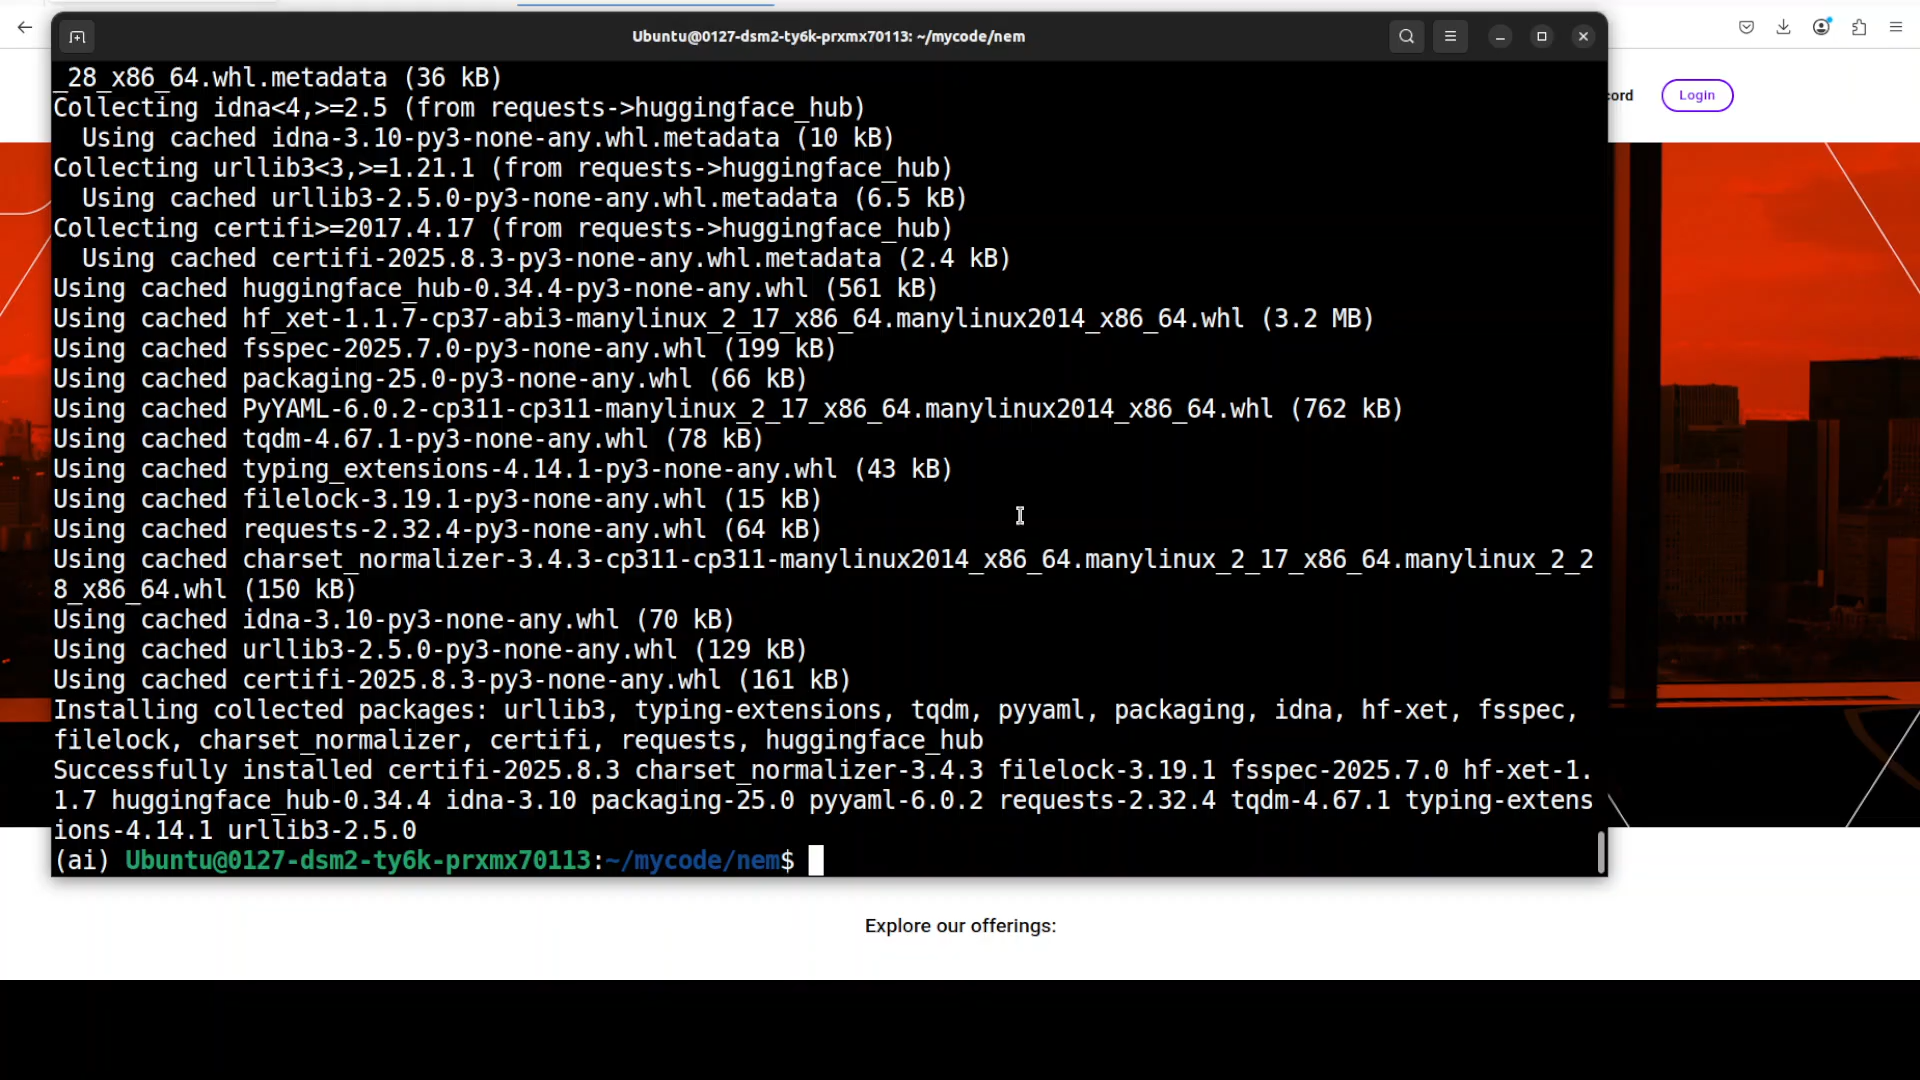 Ubuntu@0127-dsm2-ty6k-prxmx70113: ~/mycode/nem
_28_x86_64.whl.metadata (36 kB)
Collecting idna<4,>=2.5 (from requests->huggingface_hub)
  Using cached idna-3.10-py3-none-any.whl.metadata (10 kB)
Collecting urllib3<3,>=1.21.1 (from requests->huggingface_hub)
  Using cached urllib3-2.5.0-py3-none-any.whl.metadata (6.5 kB)
Collecting certifi>=2017.4.17 (from requests->huggingface_hub)
  Using cached certifi-2025.8.3-py3-none-any.whl.metadata (2.4 kB)
Using cached huggingface_hub-0.34.4-py3-none-any.whl (561 kB)
Using cached hf_xet-1.1.7-cp37-abi3-manylinux_2_17_x86_64.manylinux2014_x86_64.whl (3.2 MB)
Using cached fsspec-2025.7.0-py3-none-any.whl (199 kB)
Using cached packaging-25.0-py3-none-any.whl (66 kB)
Using cached PyYAML-6.0.2-cp311-cp311-manylinux_2_17_x86_64.manylinux2014_x86_64.whl (762 kB)
Using cached tqdm-4.67.1-py3-none-any.whl (78 kB)
Using cached typing_extensions-4.14.1-py3-none-any.whl (43 kB)
Using cached filelock-3.19.1-py3-none-any.whl (15 kB)
Using cached requests-2.32.4-py3-none-any.whl (64 kB)
Using cached charset_normalizer-3.4.3-cp311-cp311-manylinux2014_x86_64.manylinux_2_17_x86_64.manylinux_2_2
8_x86_64.whl (150 kB)
Using cached idna-3.10-py3-none-any.whl (70 kB)
Using cached urllib3-2.5.0-py3-none-any.whl (129 kB)
Using cached certifi-2025.8.3-py3-none-any.whl (161 kB)
Installing collected packages: urllib3, typing-extensions, tqdm, pyyaml, packaging, idna, hf-xet, fsspec,
filelock, charset_normalizer, certifi, requests, huggingface_hub
Successfully installed certifi-2025.8.3 charset_normalizer-3.4.3 filelock-3.19.1 fsspec-2025.7.0 hf-xet-1.
1.7 huggingface_hub-0.34.4 idna-3.10 packaging-25.0 pyyaml-6.0.2 requests-2.32.4 tqdm-4.67.1 typing-extens
ions-4.14.1 urllib3-2.5.0
(ai) Ubuntu@0127-dsm2-ty6k-prxmx70113:~/mycode/nem$
cord
Login
Explore our offerings: